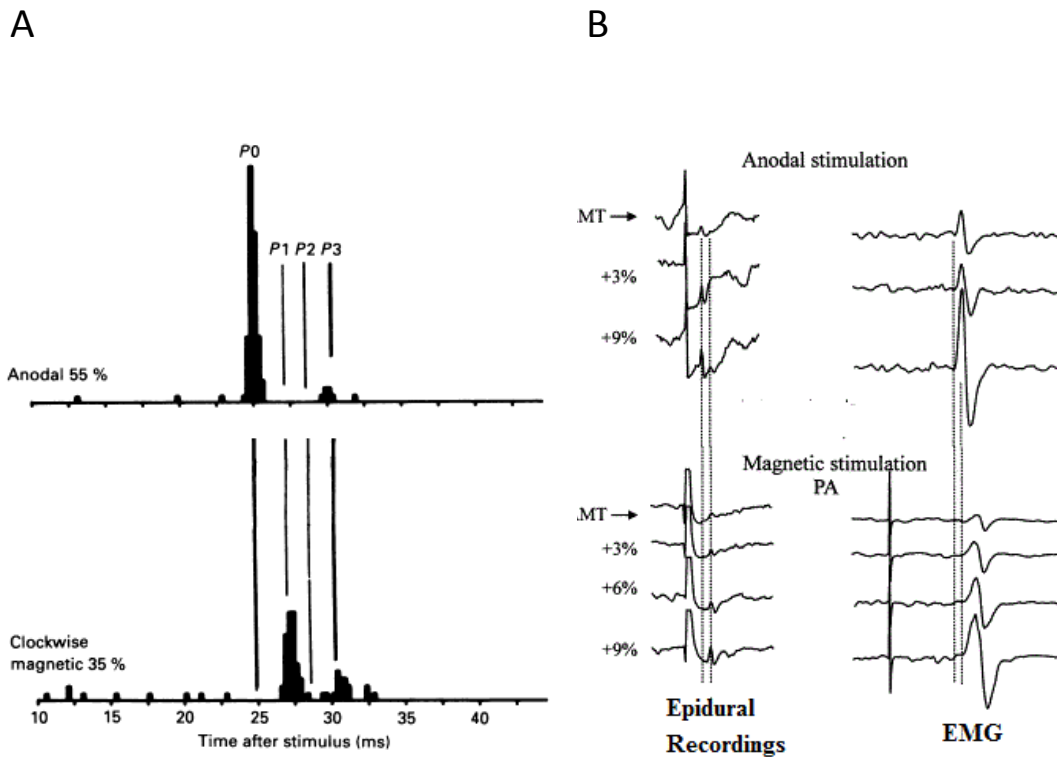 A
P0
P1 P2 P3
Anodal 55 %
Clockwise
magnetic 35 %
10 15 20 25 30 35 40
Time after stimulus (ms)
B
Anodal stimulation
.MT
+3%
+9%
Magnetic stimulation
PA
.MT
+3%
+6%
+9%
Epidural
Recordings
EMG